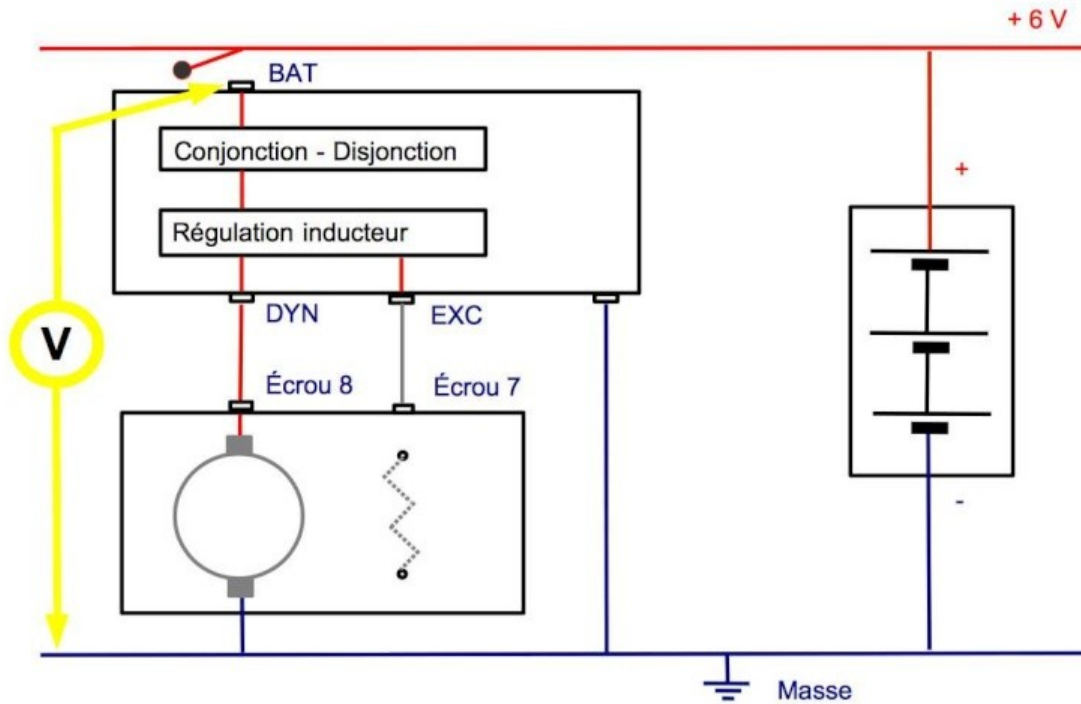 + 6 V
BAT
Conjonction - Disjonction
+
Régulation inducteur
DYN
EXC
V
Écrou 8
Écrou 7
-
Masse